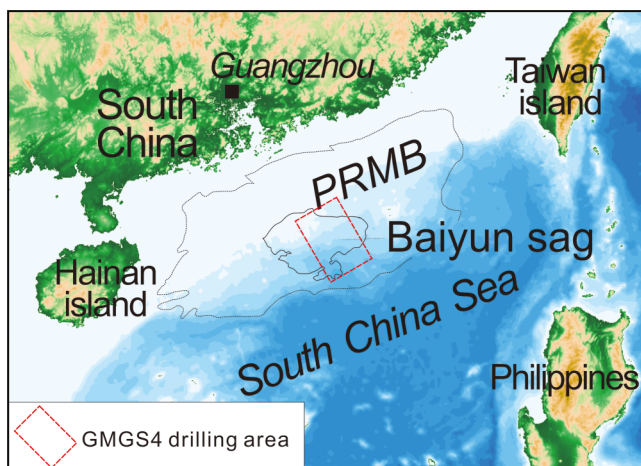 Guangzhou
South
China
Taiwan
island
PRMB
Baiyun sag
Hainan
island
South China Sea
Philippines
GMGS4 drilling area